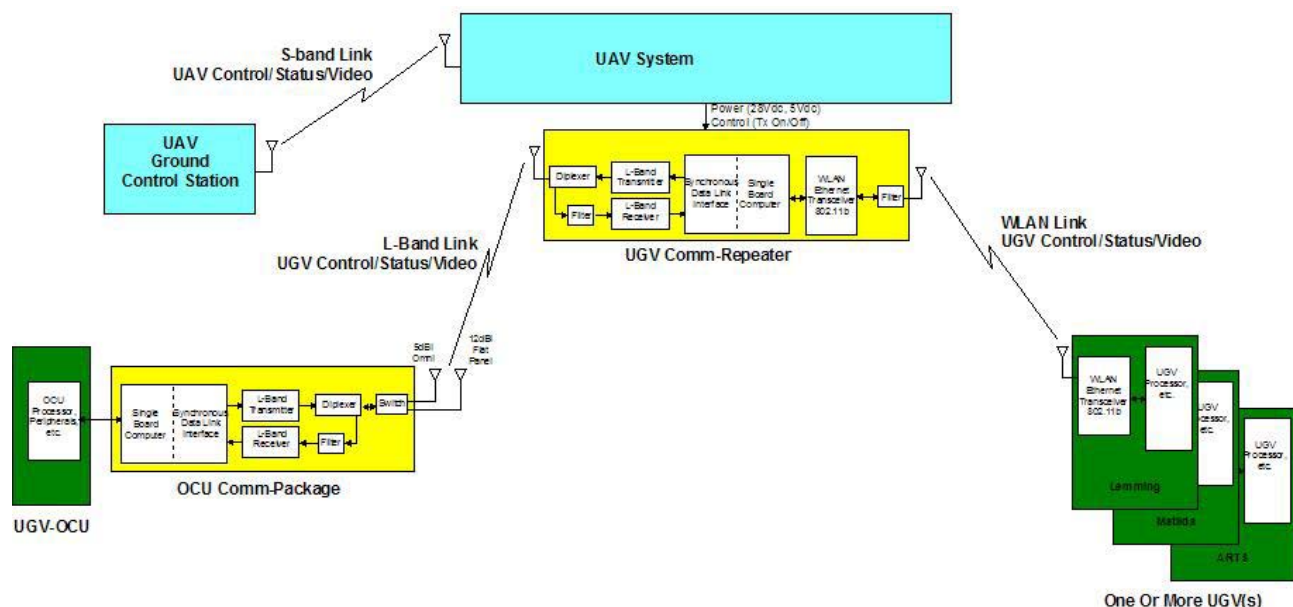 S-band Link
UAV Control/Status/Video
UAV System
UAV
Ground
Control Station
Power (28Vdc, 5Vdc)
Control (Tx On/Off)
Diplexer
L-Band
Transmitter
Filter
L-Band
Receiver
Synchronous
Data Link
Interface
Single
Board
Computer
WLAN
Ethernet
Transceiver
802.11b
Filter
UGV Comm-Repeater
L-Band Link
UGV Control/Status/Video
WLAN Link
UGV Control/Status/Video
5dBi
Omni
12dBi
Flat
Panel
OCU
Processor,
Peripherals,
etc.
UGV-OCU
Single
Board
Computer
Synchronous
Data Link
Interface
L-Band
Transmitter
L-Band
Receiver
Diplexer
Filter
Switch
OCU Comm-Package
WLAN
Ethernet
Transceiver
802.11b
UGV
Processor,
etc.
Lemming
UGV
etc.
Matilda
UGV
Processor,
etc.
ARTS
One Or More UGV(s)